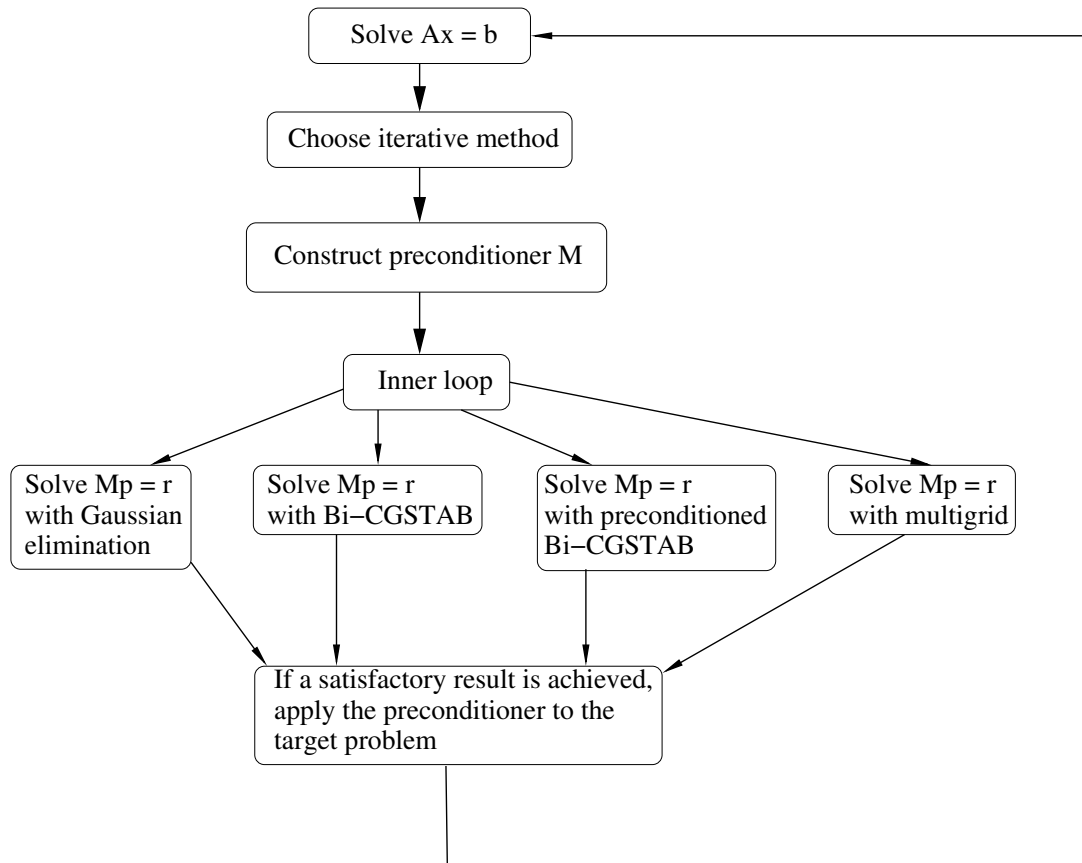 Solve Ax = b
Choose iterative method
Construct preconditioner M
Inner loop
Solve Mp = r
with Gaussian
elimination
Solve Mp = r
with Bi−CGSTAB
Solve Mp = r
with preconditioned
Bi−CGSTAB
Solve Mp = r
with multigrid
If a satisfactory result is achieved,
apply the preconditioner to the
target problem